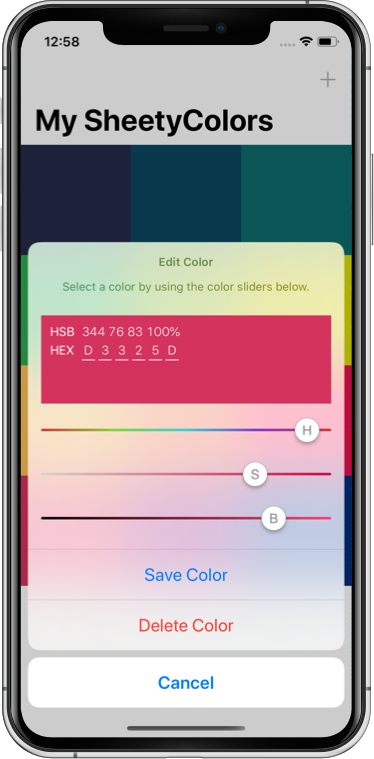 12:58
My SheetyColors
Edit Color
Select a color by using the color sliders below.
HSB 344 76 83 100%
HEX D 3 3 2 5 D
H
S
B
Save Color
Delete Color
Cancel